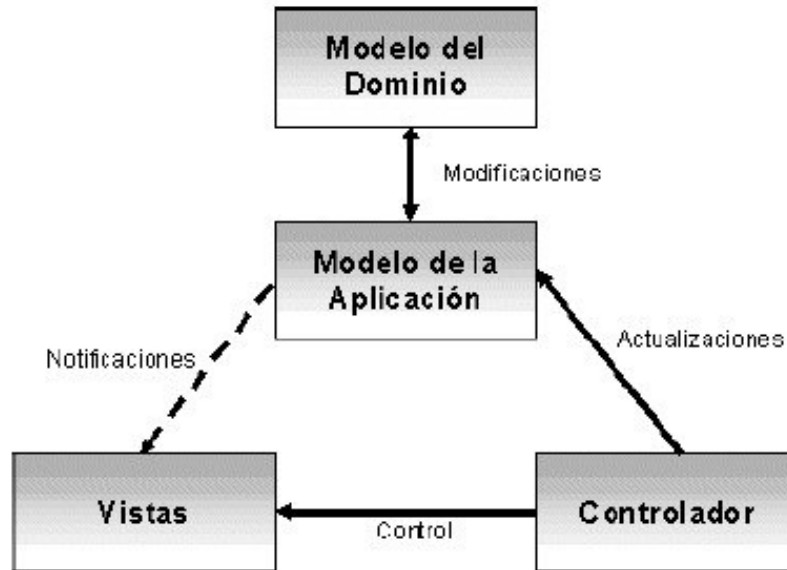 Modelo del
Dominio
Modificaciones
Modelo de la
Aplicación
Notificaciones
Actualizaciones
Vistas
Control
Controlador